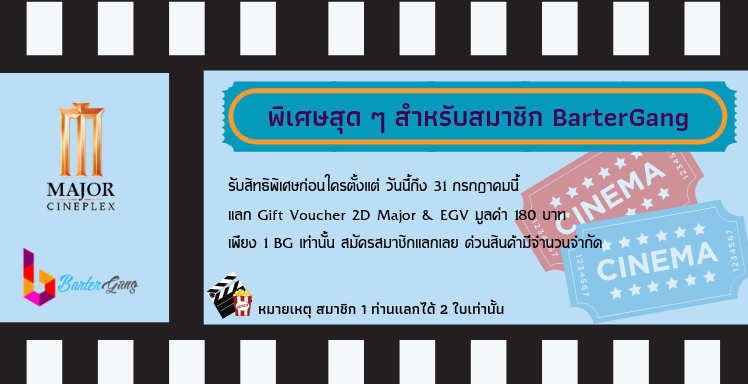 พิเศษสุด ๆ สำหรับสมาชิก BarterGang
MAJOR
CINEPLEX
รับสิทธิพิเศษก่อนใครตั้งแต่ วันนี้ถึง 31 กรกฎาคมนี้
แลก Gift Voucher 2D Major & EGV มูลค่า 180 บาท
เพียง 1 BG เท่านั้น สมัครสมาชิกแลกเลย ด่วนสินค้ามีจำนวนจำกัด
Barter Gang
หมายเหตุ สมาชิก 1 ท่านแลกได้ 2 ใบเท่านั้น
CINEMA
1234567
CINEMA
1234567
1234567